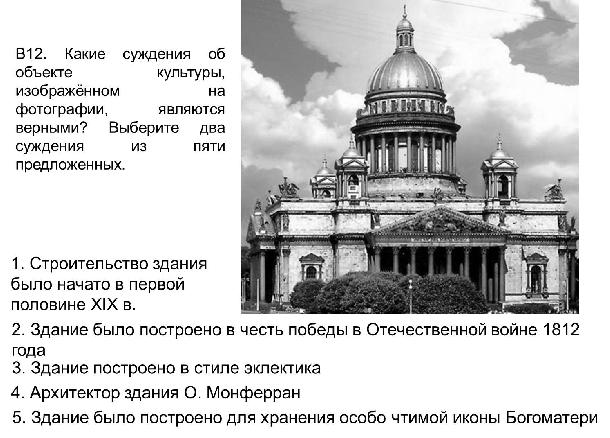 В12. Какие суждения об
объекте культуры,
изображённом на
фотографии, являются
верными? Выберите два
суждения из пяти
предложенных.
1. Строительство здания
было начато в первой
половине XIX в.
2. Здание было построено в честь победы в Отечественной войне 1812
года
3. Здание построено в стиле эклектика
4. Архитектор здания О. Монферран
5. Здание было построено для хранения особо чтимой иконы Богоматери